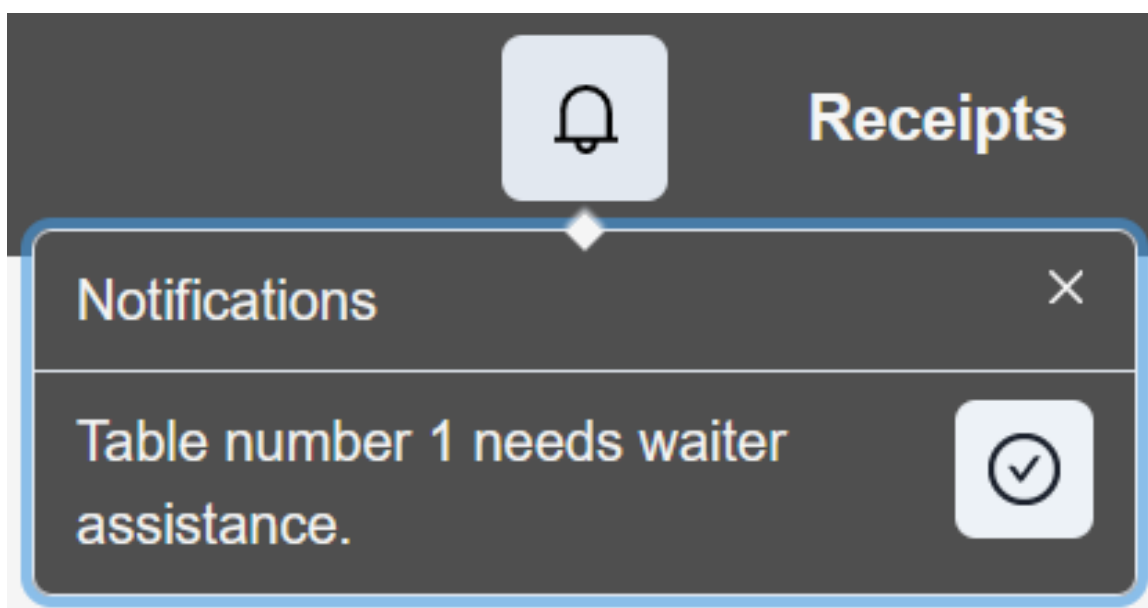 Receipts
Notifications
Table number 1 needs waiter
assistance.